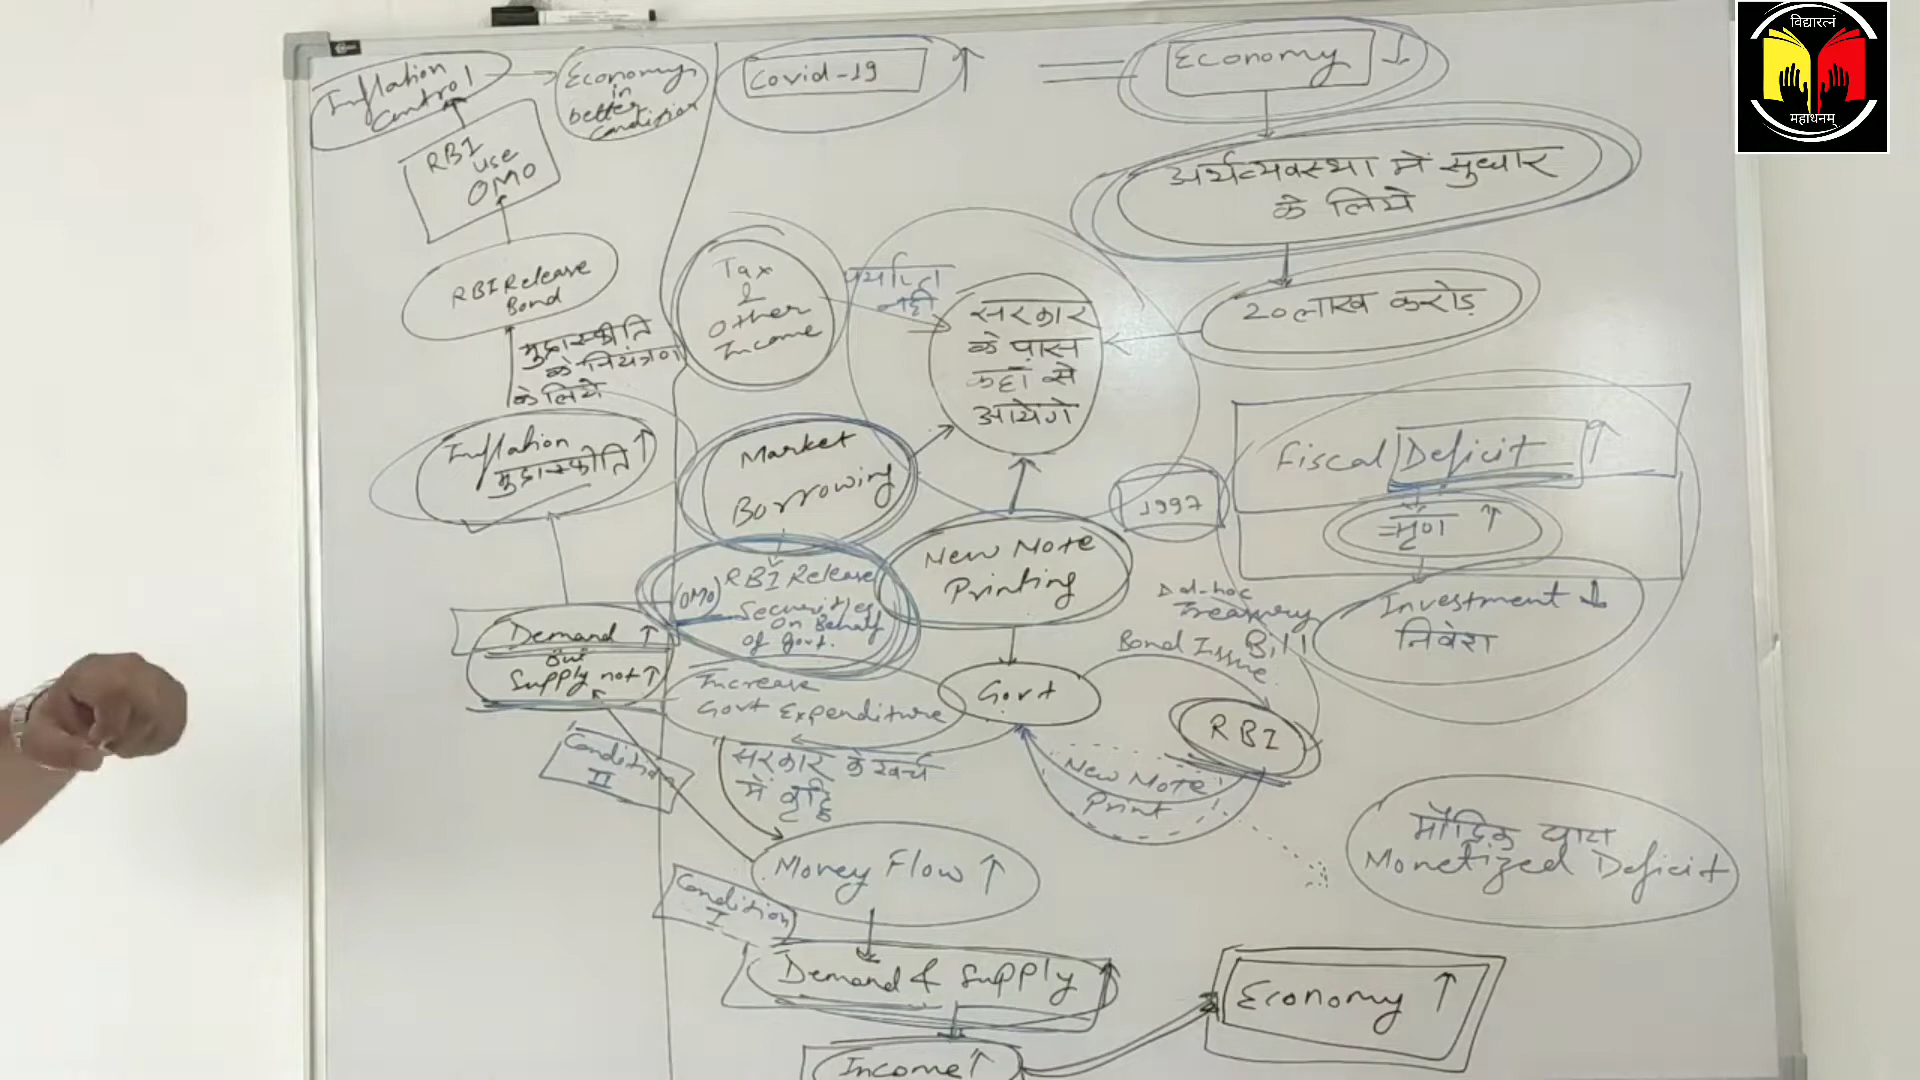 विद्यारत्नं
महाधनम्
Inflation
Control
Economy
in
better
Condition
Covid-19 ↑
Economy ↓
RBI
use
OMO
अर्थव्यवस्था में सुधार
के लिये
RBI Release
Bond
Tax
&
Other
Income
पर्याप्त
नही
सरकार
के पास
कहाँ से
आयेगे
20 लाख करोड़
मुद्रास्फीति
के नियंत्रण
के लिये
Inflation ↑
मुद्रास्फीति
Market
Borrowing
1997
Fiscal Deficit ↑
ऋण ↑
New Note
Printing
(OMO)
RBI Release
Securities
On Behalf
of Govt.
Ad-hoc
Treasury
Bill
Bond Issue
Investment ↓
निवेश
Demand ↑
but
Supply not ↑
Increase
Govt Expenditure
Govt
RBI
सरकार के खर्च
में वृद्धि
New Note
Print
Condition
II
मौद्रिक घाटा
Monetized Deficit
Money Flow ↑
Condition
I
Demand & Supply ↑
Economy ↑
Income ↑